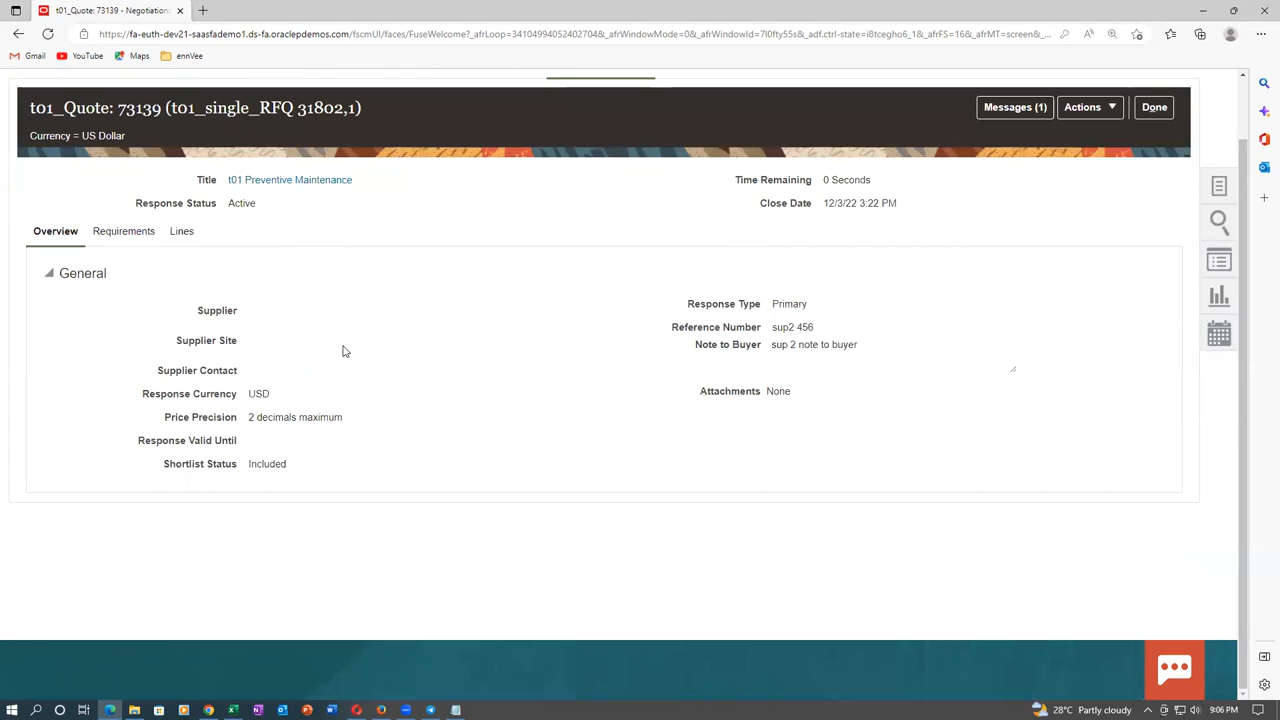 t01_Quote: 73139 - Negotiation
https://fa-euth-dev21-saasfademo1.ds-fa.oraclepdemos.com/fscmUI/faces/FuseWelcome?_afrLoop=3410499405240270&_afrWindowMode=0&_afrWindowId=7l0fty55s&_adf.ctrl-state=i8tcegho6_1&_afrFS=16&_afrMT=screen&_...
Gmail YouTube Maps ennVee
t01_Quote: 73139 (t01_single_RFQ 31802,1)
Messages (1) Actions Done
Currency = US Dollar
Title t01 Preventive Maintenance
Time Remaining 0 Seconds
Response Status Active
Close Date 12/3/22 3:22 PM
Overview Requirements Lines
General
Supplier
Response Type Primary
Reference Number sup2 456
Supplier Site
Note to Buyer sup 2 note to buyer
Supplier Contact
Response Currency USD
Attachments None
Price Precision 2 decimals maximum
Response Valid Until
Shortlist Status Included
28°C Partly cloudy 9:06 PM